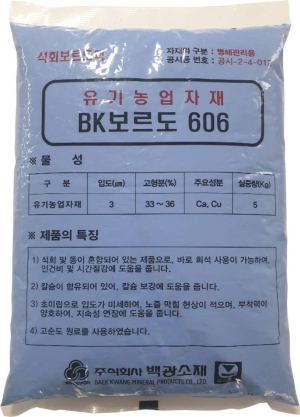 석회보르도액
자재명 구분 : 병해관리용
공시등 번호 : 공시-2-4-017
유기농업자재
BK보르도 606
※ 물 성
구 분 입도(㎛) 고형분(%) 주요성분 실중량(Kg)
유기농업자재 3 33~36 Ca, Cu 5
※ 제품의 특징
1) 석회 및 동이 혼합되어 있는 제품으로, 바로 희석 사용이 가능하여,
인건비 및 시간절감에 도움을 줍니다.
2) 칼슘이 함유되어 있어, 칼슘 보강에 도움을 줍니다.
3) 초미립으로 입도가 미세하여, 노즐 막힘 현상이 적으며, 부착력이
양호하여, 지속성 연장에 도움을 줍니다.
4) 고순도 원료를 사용하였습니다.
주식회사 백광소재
BAEK KWANG MINERAL PRODUCTS CO., LTD